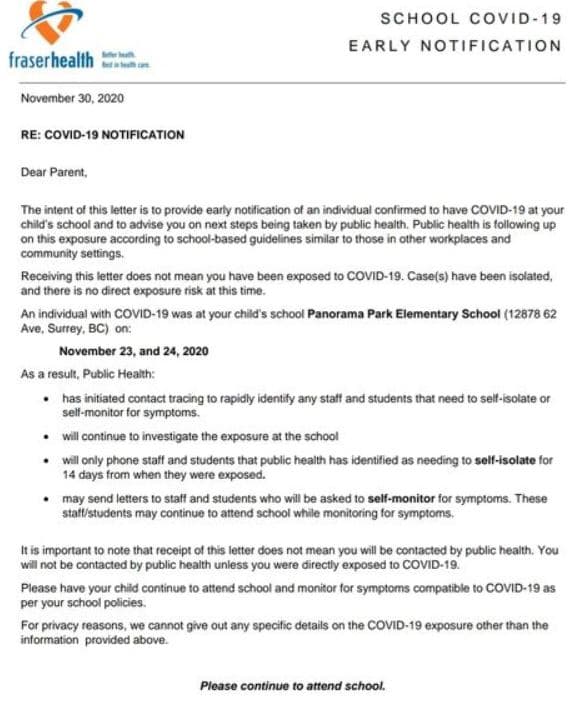 SCHOOL COVID-19
EARLY NOTIFICATION
fraserhealth
Better health.
Best in health care.
November 30, 2020
RE: COVID-19 NOTIFICATION
Dear Parent,
The intent of this letter is to provide early notification of an individual confirmed to have COVID-19 at your
child's school and to advise you on next steps being taken by public health. Public health is following up
on this exposure according to school-based guidelines similar to those in other workplaces and
community settings.
Receiving this letter does not mean you have been exposed to COVID-19. Case(s) have been isolated,
and there is no direct exposure risk at this time.
An individual with COVID-19 was at your child's school Panorama Park Elementary School (12878 62
Ave, Surrey, BC) on:
November 23, and 24, 2020
As a result, Public Health:
• has initiated contact tracing to rapidly identify any staff and students that need to self-isolate or
self-monitor for symptoms.
• will continue to investigate the exposure at the school
• will only phone staff and students that public health has identified as needing to self-isolate for
14 days from when they were exposed.
• may send letters to staff and students who will be asked to self-monitor for symptoms. These
staff/students may continue to attend school while monitoring for symptoms.
It is important to note that receipt of this letter does not mean you will be contacted by public health. You
will not be contacted by public health unless you were directly exposed to COVID-19.
Please have your child continue to attend school and monitor for symptoms compatible to COVID-19 as
per your school policies.
For privacy reasons, we cannot give out any specific details on the COVID-19 exposure other than the
information provided above.
Please continue to attend school.